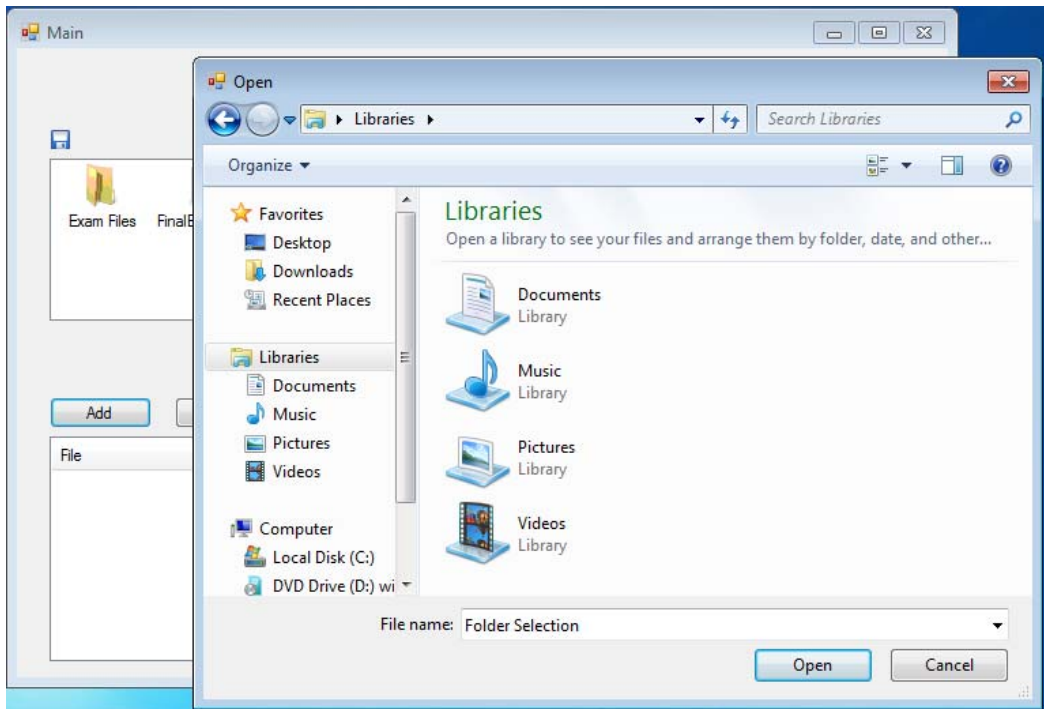 Main
Open
Libraries
Search Libraries
Organize
Exam Files
Favorites
Desktop
Downloads
Recent Places
Libraries
Documents
Music
Pictures
Videos
Computer
Local Disk (C:)
DVD Drive (D:) wi
Libraries
Open a library to see your files and arrange them by folder, date, and other...
Documents
Library
Music
Library
Pictures
Library
Videos
Library
Add
File
File name: Folder Selection
Open Cancel